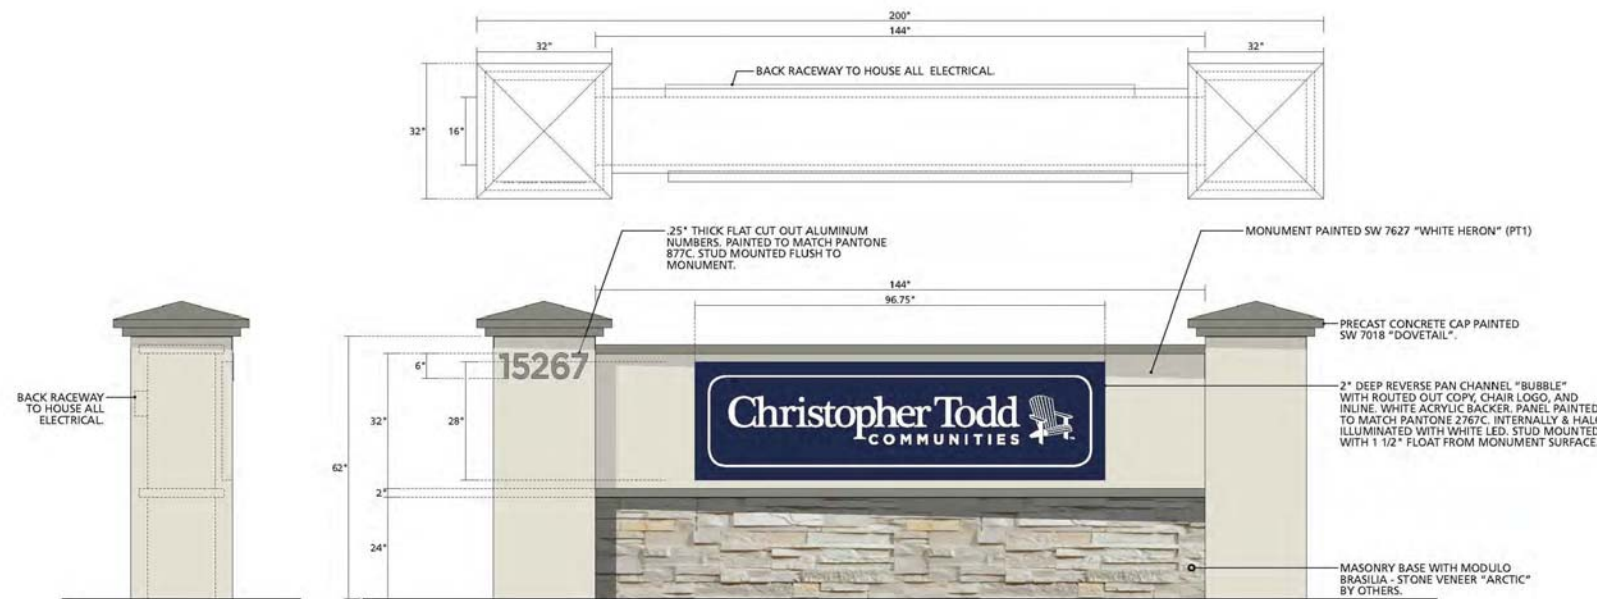 200"
144"
32"
32"
BACK RACEWAY TO HOUSE ALL ELECTRICAL.
32"
16"
.25" THICK FLAT CUT OUT ALUMINUM
NUMBERS. PAINTED TO MATCH PANTONE
877C. STUD MOUNTED FLUSH TO
MONUMENT.
MONUMENT PAINTED SW 7627 "WHITE HERON" (PT1)
144"
96.75"
PRECAST CONCRETE CAP PAINTED
SW 7018 "DOVETAIL".
15267
6"
BACK RACEWAY
TO HOUSE ALL
ELECTRICAL.
32"
28"
Christopher Todd
COMMUNITIES
2" DEEP REVERSE PAN CHANNEL "BUBBLE"
WITH ROUTED OUT COPY, CHAIR LOGO, AND
INLINE. WHITE ACRYLIC BACKER. PANEL PAINTED
TO MATCH PANTONE 2767C. INTERNALLY & HAL
ILLUMINATED WITH WHITE LED. STUD MOUNTED
WITH 1 1/2" FLOAT FROM MONUMENT SURFACE
62"
2"
24"
MASONRY BASE WITH MODULO
BRASILIA - STONE VENEER "ARCTIC"
BY OTHERS.